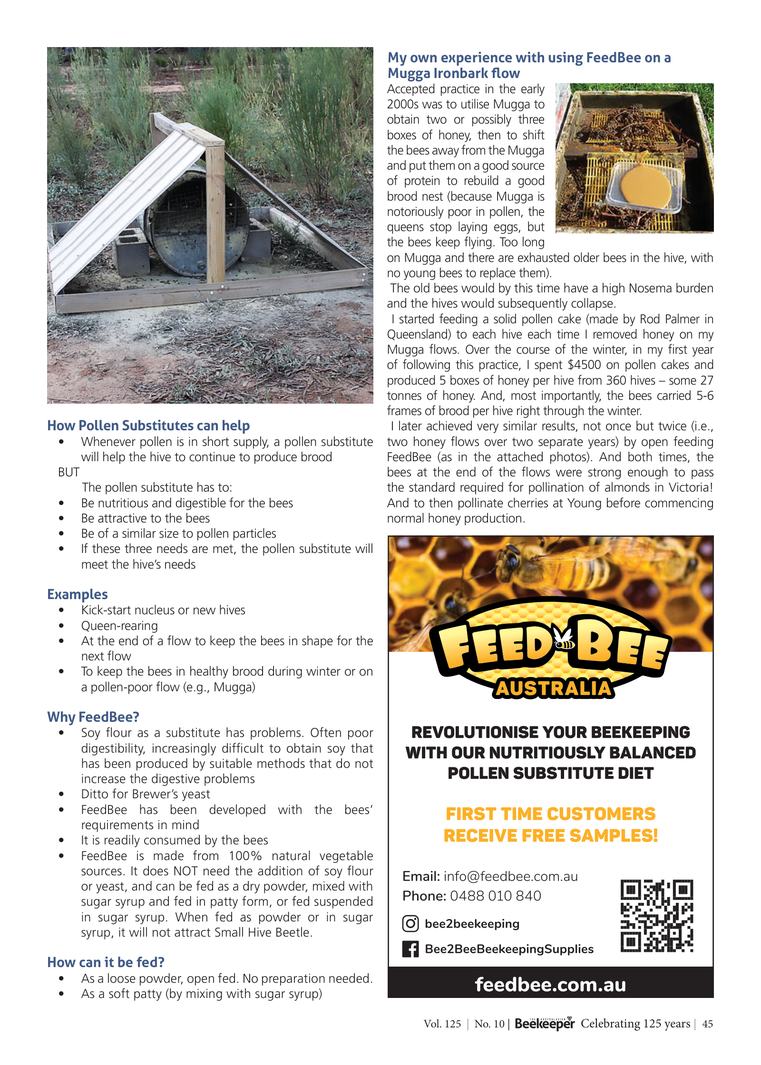 How Pollen Substitutes can help
• Whenever pollen is in short supply, a pollen substitute
will help the hive to continue to produce brood
BUT
The pollen substitute has to:
• Be nutritious and digestible for the bees
• Be attractive to the bees
• Be of a similar size to pollen particles
• If these three needs are met, the pollen substitute will
meet the hive's needs
Examples
• Kick-start nucleus or new hives
• Queen-rearing
• At the end of a flow to keep the bees in shape for the
next flow
• To keep the bees in healthy brood during winter or on
a pollen-poor flow (e.g., Mugga)
Why FeedBee?
• Soy flour as a substitute has problems. Often poor
digestibility, increasingly difficult to obtain soy that
has been produced by suitable methods that do not
increase the digestive problems
• Ditto for Brewer's yeast
• FeedBee has been developed with the bees'
requirements in mind
• It is readily consumed by the bees
• FeedBee is made from 100% natural vegetable
sources. It does NOT need the addition of soy flour
or yeast, and can be fed as a dry powder, mixed with
sugar syrup and fed in patty form, or fed suspended
in sugar syrup. When fed as powder or in sugar
syrup, it will not attract Small Hive Beetle.
How can it be fed?
• As a loose powder, open fed. No preparation needed.
• As a soft patty (by mixing with sugar syrup)
My own experience with using FeedBee on a
Mugga Ironbark flow
Accepted practice in the early
2000s was to utilise Mugga to
obtain two or possibly three
boxes of honey, then to shift
the bees away from the Mugga
and put them on a good source
of protein to rebuild a good
brood nest (because Mugga is
notoriously poor in pollen, the
queens stop laying eggs, but
the bees keep flying. Too long
on Mugga and there are exhausted older bees in the hive, with
no young bees to replace them).
The old bees would by this time have a high Nosema burden
and the hives would subsequently collapse.
I started feeding a solid pollen cake (made by Rod Palmer in
Queensland) to each hive each time I removed honey on my
Mugga flows. Over the course of the winter, in my first year
of following this practice, I spent $4500 on pollen cakes and
produced 5 boxes of honey per hive from 360 hives – some 27
tonnes of honey. And, most importantly, the bees carried 5-6
frames of brood per hive right through the winter.
I later achieved very similar results, not once but twice (i.e.,
two honey flows over two separate years) by open feeding
FeedBee (as in the attached photos). And both times, the
bees at the end of the flows were strong enough to pass
the standard required for pollination of almonds in Victoria!
And to then pollinate cherries at Young before commencing
normal honey production.
FEED BEE
AUSTRALIA
REVOLUTIONISE YOUR BEEKEEPING
WITH OUR NUTRITIOUSLY BALANCED
POLLEN SUBSTITUTE DIET
FIRST TIME CUSTOMERS
RECEIVE FREE SAMPLES!
Email: info@feedbee.com.au
Phone: 0488 010 840
bee2beekeeping
Bee2BeeBeekeepingSupplies
feedbee.com.au
Vol. 125 | No. 10 | Beekeeper Celebrating 125 years | 45